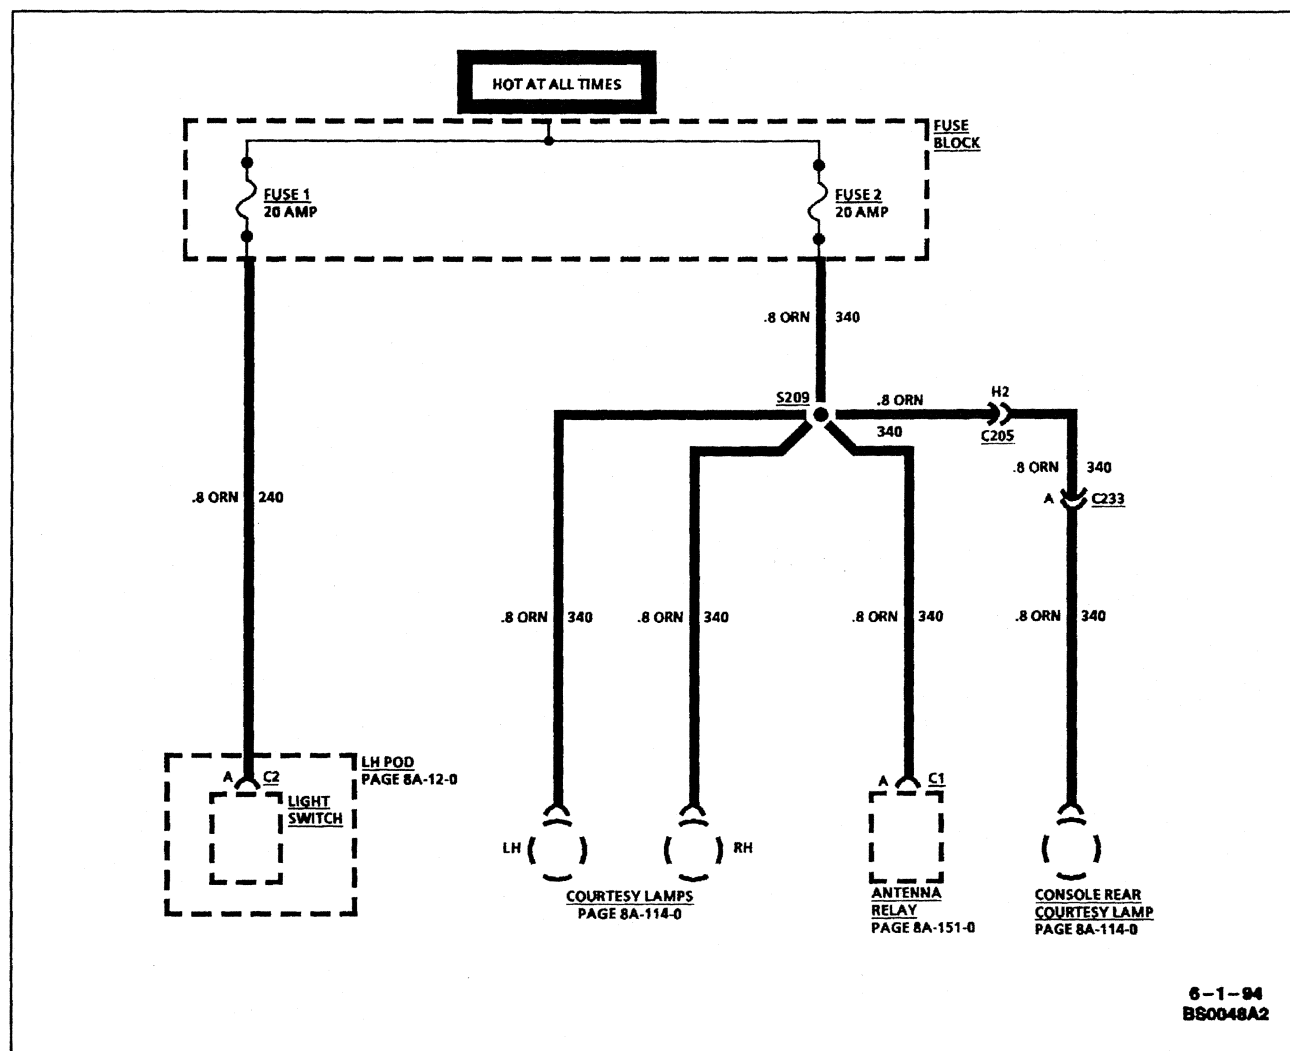 HOT AT ALL TIMES
FUSE
BLOCK
FUSE 1
20 AMP
FUSE 2
20 AMP
.8 ORN 340
S209
.8 ORN
340
H2
C205
.8 ORN 340
A C233
.8 ORN 240
.8 ORN 340
.8 ORN 340
.8 ORN 340
.8 ORN 340
LH POD
PAGE 8A-12-0
A C2
LIGHT
SWITCH
A C1
LH
RH
COURTESY LAMPS
PAGE 8A-114-0
ANTENNA
RELAY
PAGE 8A-151-0
CONSOLE REAR
COURTESY LAMP
PAGE 8A-114-0
6-1-94
BS0048A2